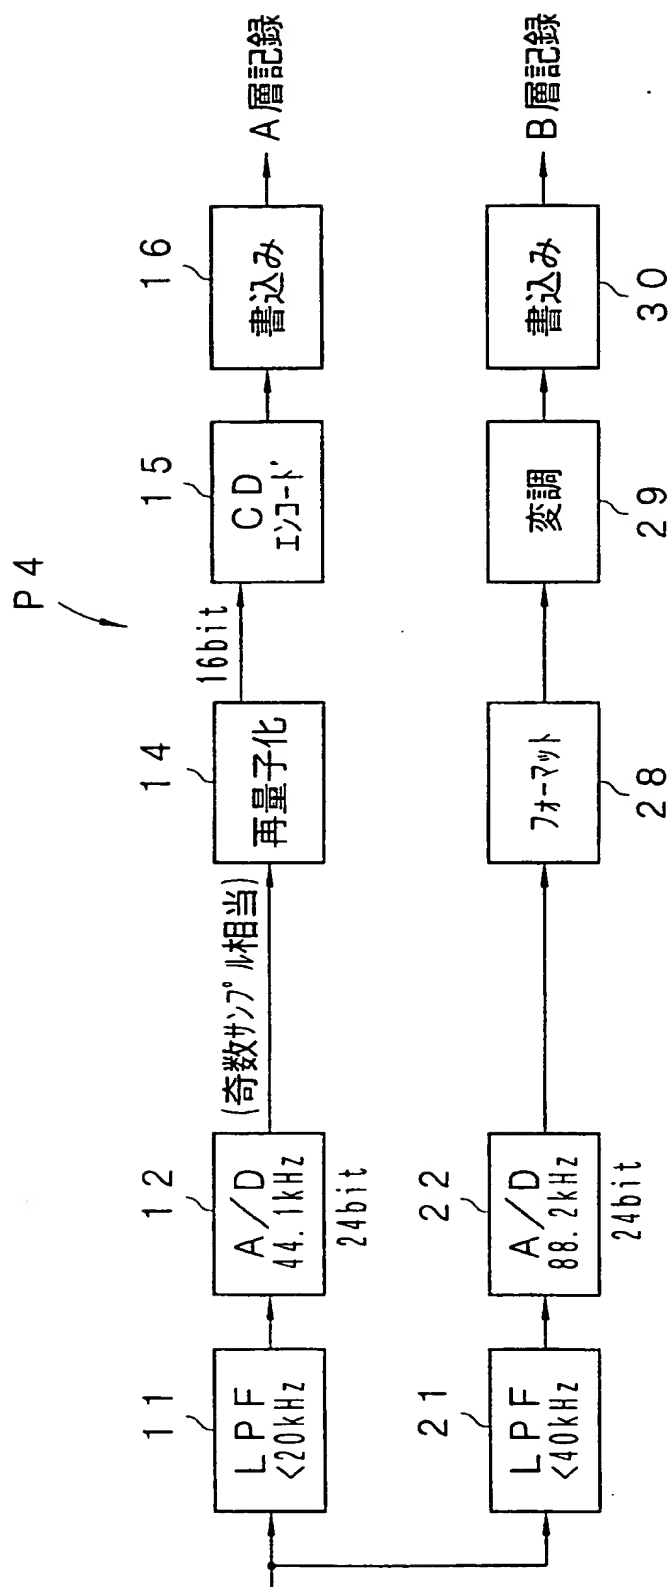 P4
11
LPF
<20kHz
12
A/D
44.1kHz
24bit
(奇数ｻﾝﾌﾟﾙ相当)
14
再量子化
16bit
15
CD
ｴﾝｺｰﾄﾞ
16
書込み
A層記録
21
LPF
<40kHz
22
A/D
88.2kHz
24bit
ﾌｫｰﾏｯﾄ
28
変調
29
書込み
30
B層記録